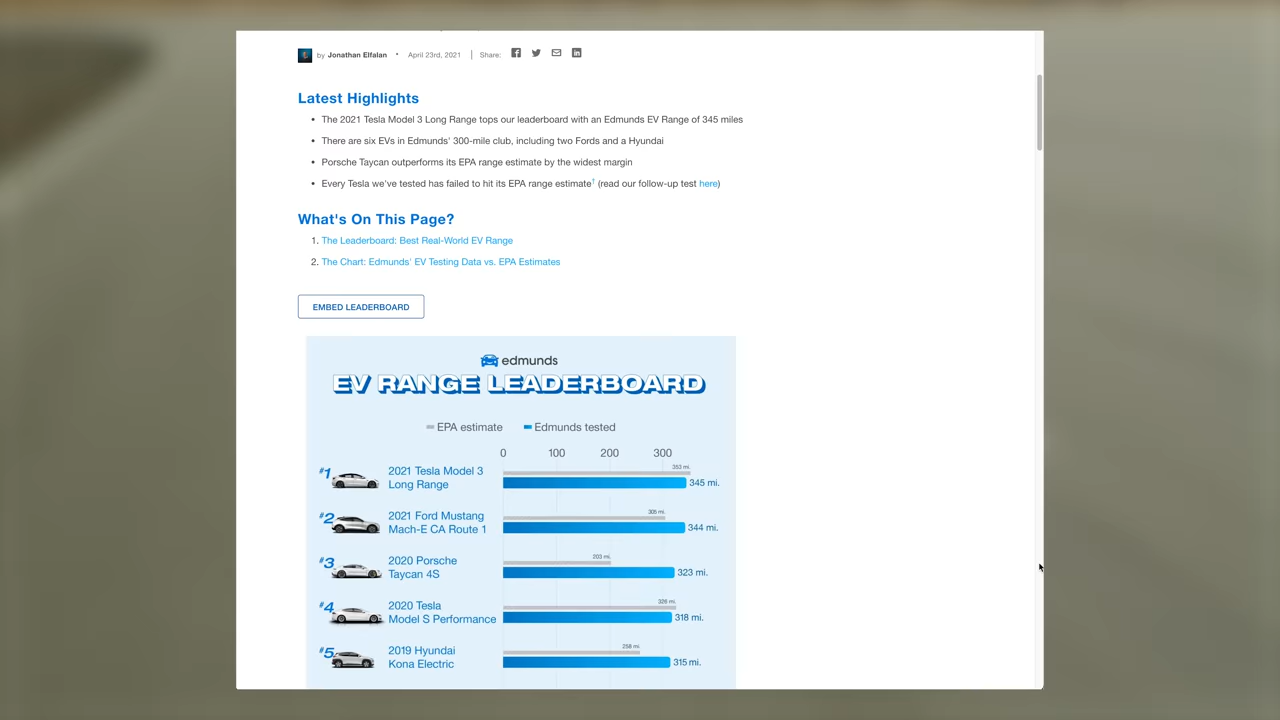 by Jonathan Elfalan • April 23rd, 2021 | Share:
Latest Highlights
• The 2021 Tesla Model 3 Long Range tops our leaderboard with an Edmunds EV Range of 345 miles
• There are six EVs in Edmunds' 300-mile club, including two Fords and a Hyundai
• Porsche Taycan outperforms its EPA range estimate by the widest margin
• Every Tesla we've tested has failed to hit its EPA range estimate† (read our follow-up test here)
What's On This Page?
1. The Leaderboard: Best Real-World EV Range
2. The Chart: Edmunds' EV Testing Data vs. EPA Estimates
EMBED LEADERBOARD
edmunds
EV RANGE LEADERBOARD
EPA estimate Edmunds tested
0 100 200 300
#1 2021 Tesla Model 3
Long Range
353 mi.
345 mi.
#2 2021 Ford Mustang
Mach-E CA Route 1
305 mi.
344 mi.
#3 2020 Porsche
Taycan 4S
203 mi.
323 mi.
#4 2020 Tesla
Model S Performance
326 mi.
318 mi.
#5 2019 Hyundai
Kona Electric
258 mi.
315 mi.